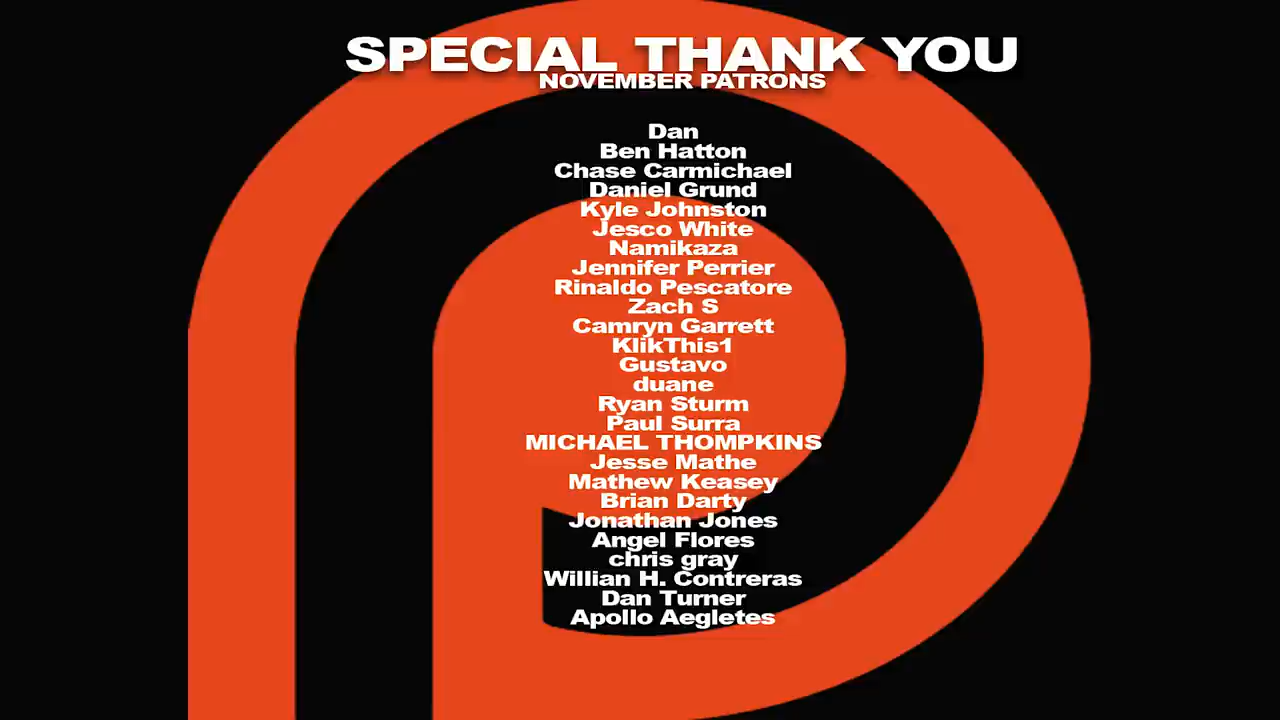 SPECIAL THANK YOU
NOVEMBER PATRONS
Dan
Ben Hatton
Chase Carmichael
Daniel Grund
Kyle Johnston
Jesco White
Namikaza
Jennifer Perrier
Rinaldo Pescatore
Zach S
Camryn Garrett
KlikThis1
Gustavo
duane
Ryan Sturm
Paul Surra
MICHAEL THOMPKINS
Jesse Mathe
Mathew Keasey
Brian Darty
Jonathan Jones
Angel Flores
chris gray
Willian H. Contreras
Dan Turner
Apollo Aegletes